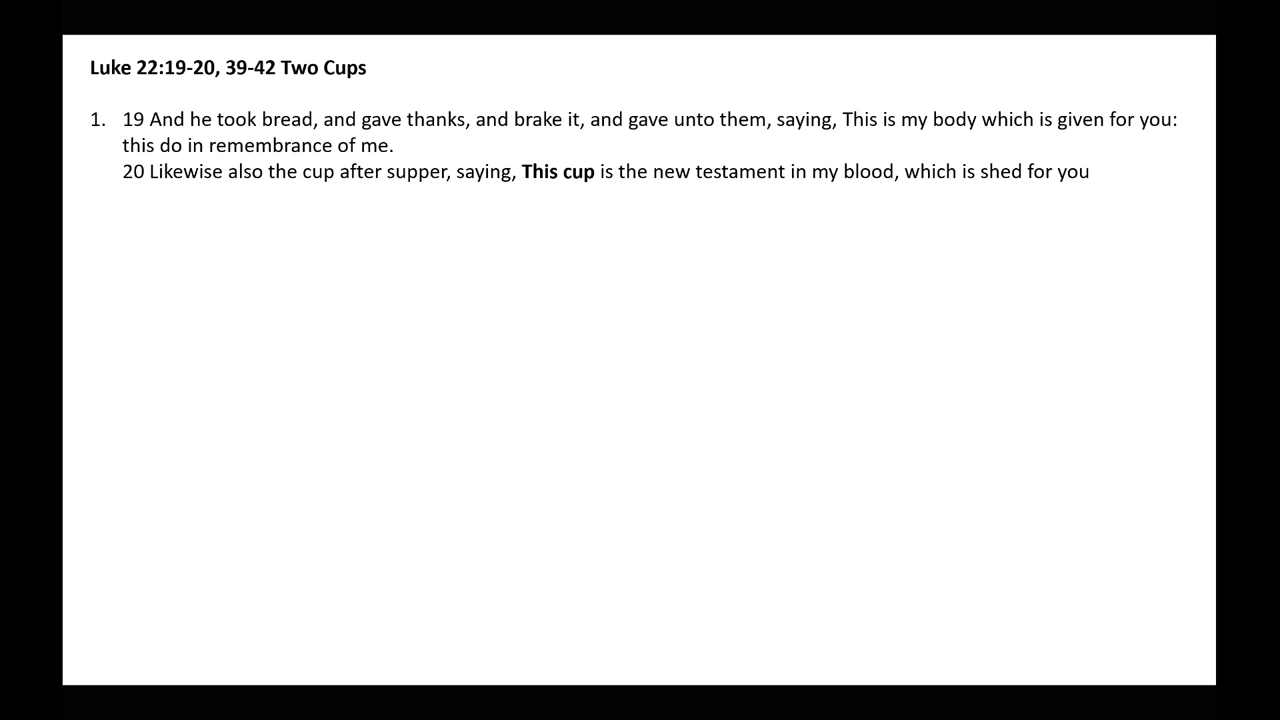 Luke 22:19-20, 39-42 Two Cups
1. 19 And he took bread, and gave thanks, and brake it, and gave unto them, saying, This is my body which is given for you:
this do in remembrance of me.
20 Likewise also the cup after supper, saying, This cup is the new testament in my blood, which is shed for you